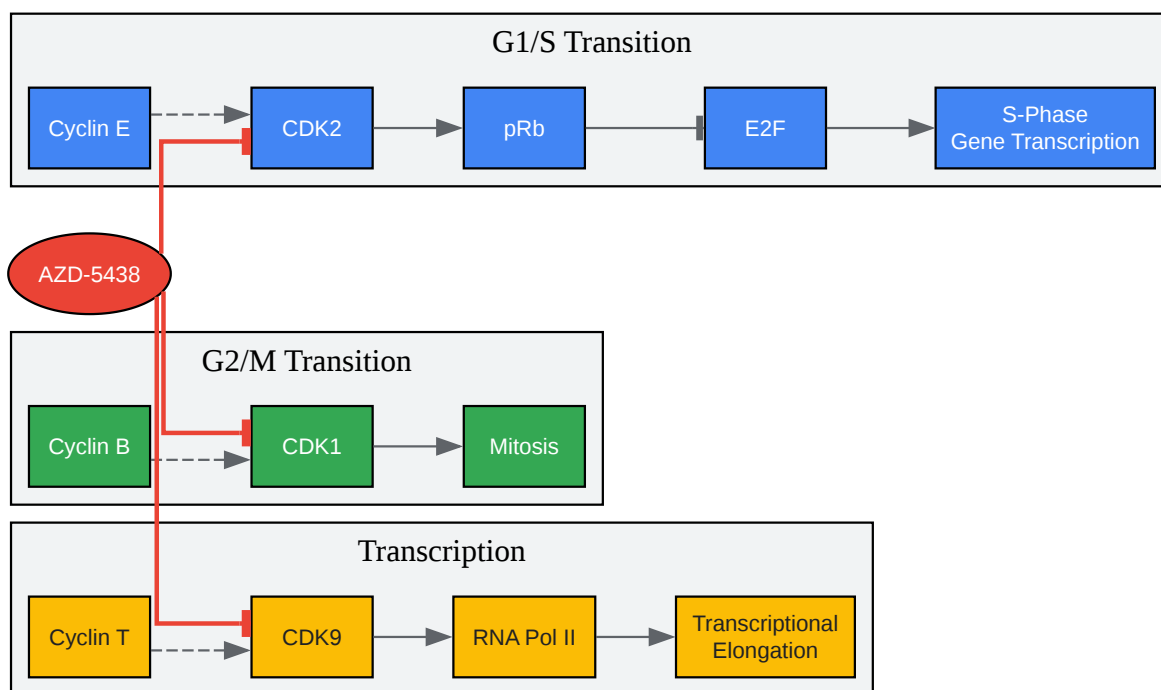 G1/S Transition
Cyclin E
CDK2
pRb
E2F
S-Phase
Gene Transcription
AZD-5438
G2/M Transition
Cyclin B
CDK1
Mitosis
Transcription
Cyclin T
CDK9
RNA Pol II
Transcriptional
Elongation